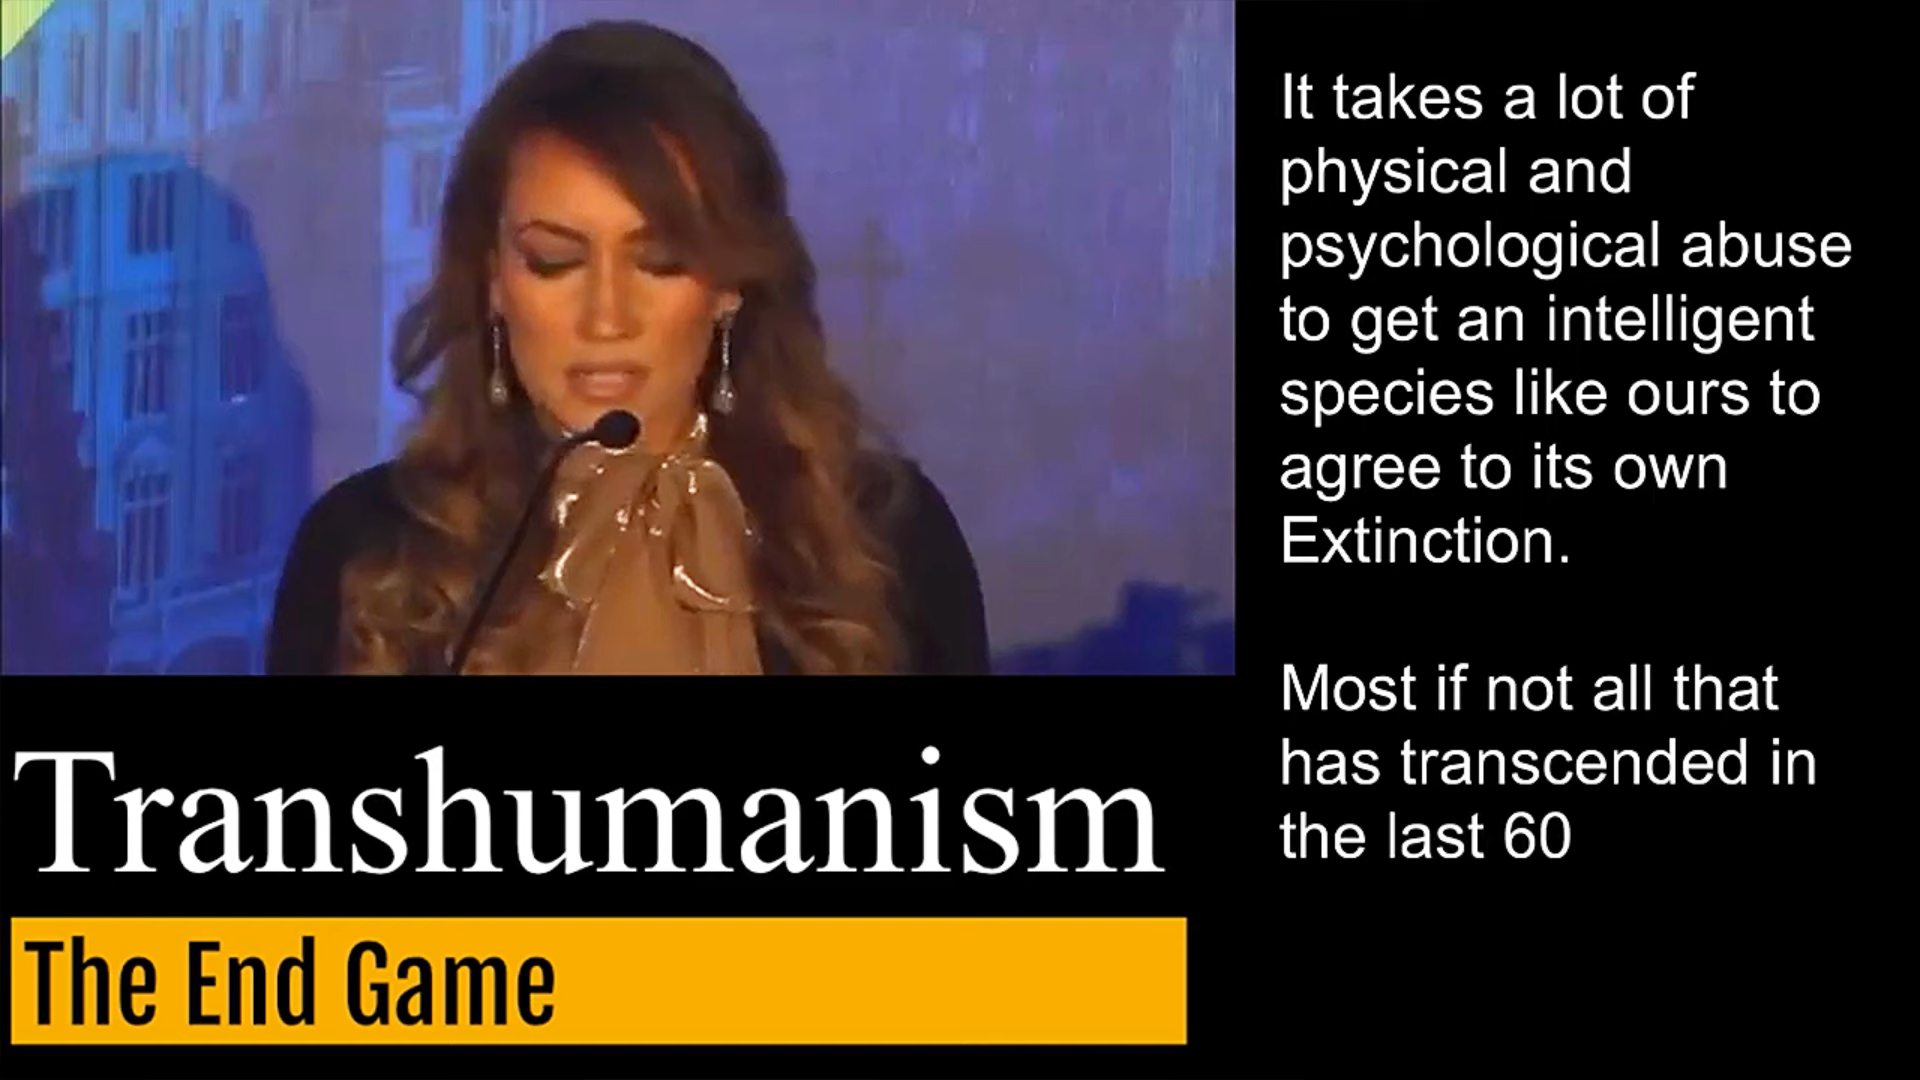 It takes a lot of
physical and
psychological abuse
to get an intelligent
species like ours to
agree to its own
Extinction.
Most if not all that
has transcended in
the last 60
Transhumanism
The End Game